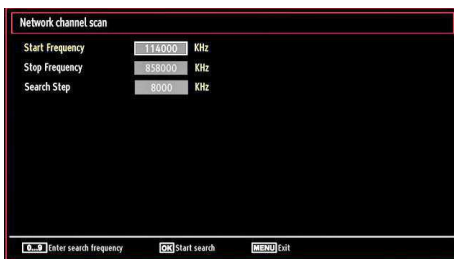 Network channel scan
Start Frequency 114000 KHz
Stop Frequency 858000 KHz
Search Step 8000 KHz
0...9 Enter search frequency OK Start search MENU Exit